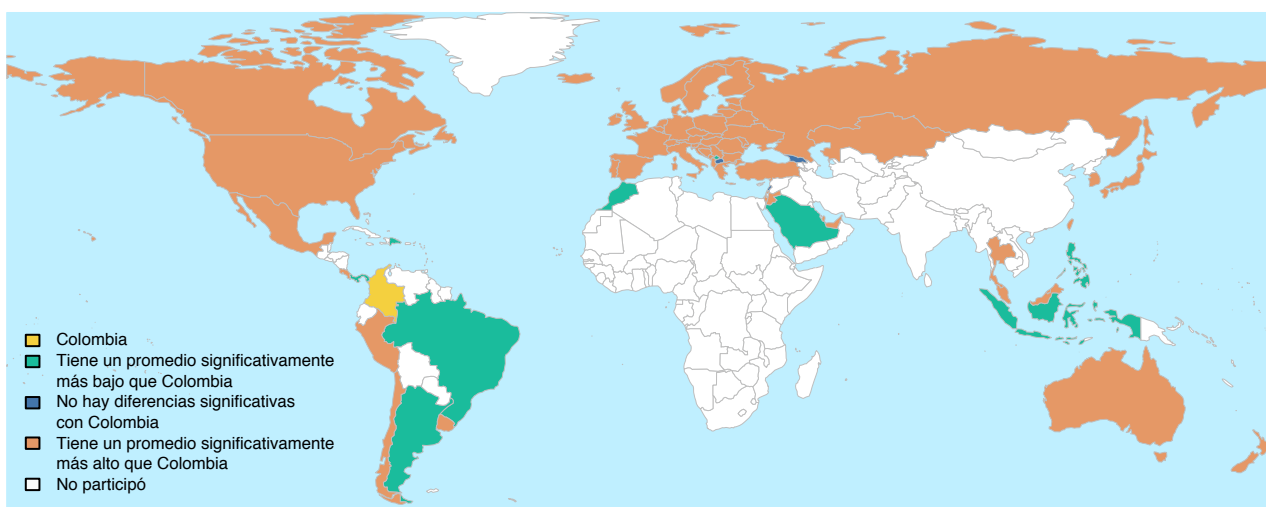 Colombia
Tiene un promedio significativamente
más bajo que Colombia
No hay diferencias significativas
con Colombia
Tiene un promedio significativamente
más alto que Colombia
No participó